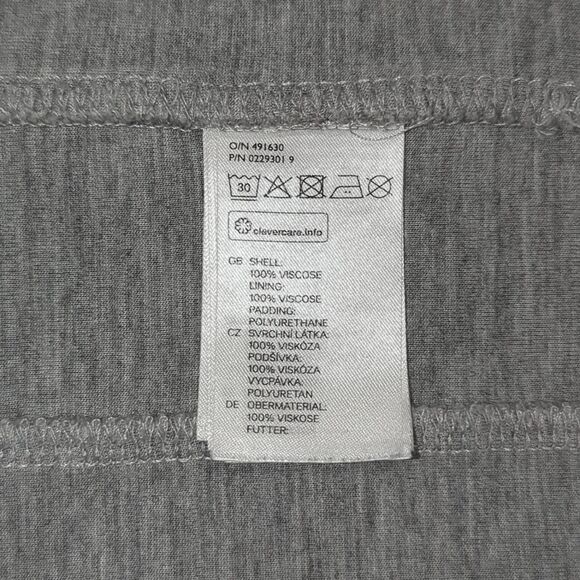 O/N 491630
P/N 0229301 9
30
clevercare.info
GB SHELL:
100% VISCOSE
LINING:
100% VISCOSE
PADDING:
POLYURETHANE
CZ SVRCHNÍ LÁTKA:
100% VISKÓZA
PODŠÍVKA:
100% VISKÓZA
VYCPÁVKA:
POLYURETAN
DE OBERMATERIAL:
100% VISKOSE
FUTTER: